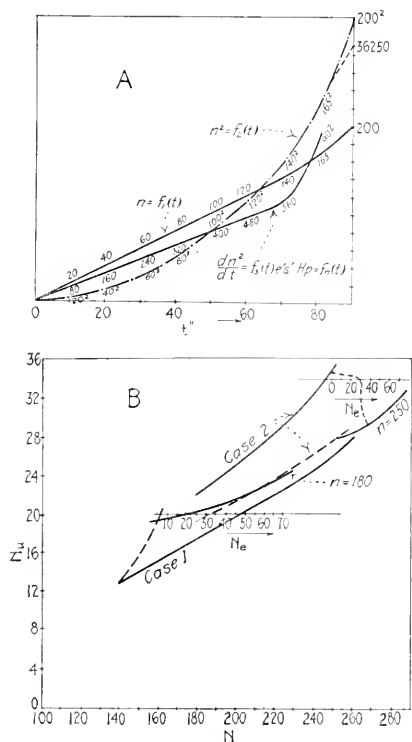 A
200²
36250
200
n²=f₂(t)
n=f₁(t)
20 40 60 80 100 120 140 165
80 160 240 400 480 560
20² 40² 60² 80² 100² 120² 140² 165²
dn²/dt = f₃(t)e's' Hp=fₙ(t)
0 20 40 60 80
t"
B
36
32
28
24
20
16
12
8
4
0
Case 2
0 20 40 60
Nₑ
n=250
n=180
10 20 30 40 50 60 70
Nₑ
Case 1
100 120 140 160 180 200 220 240 260 280
N